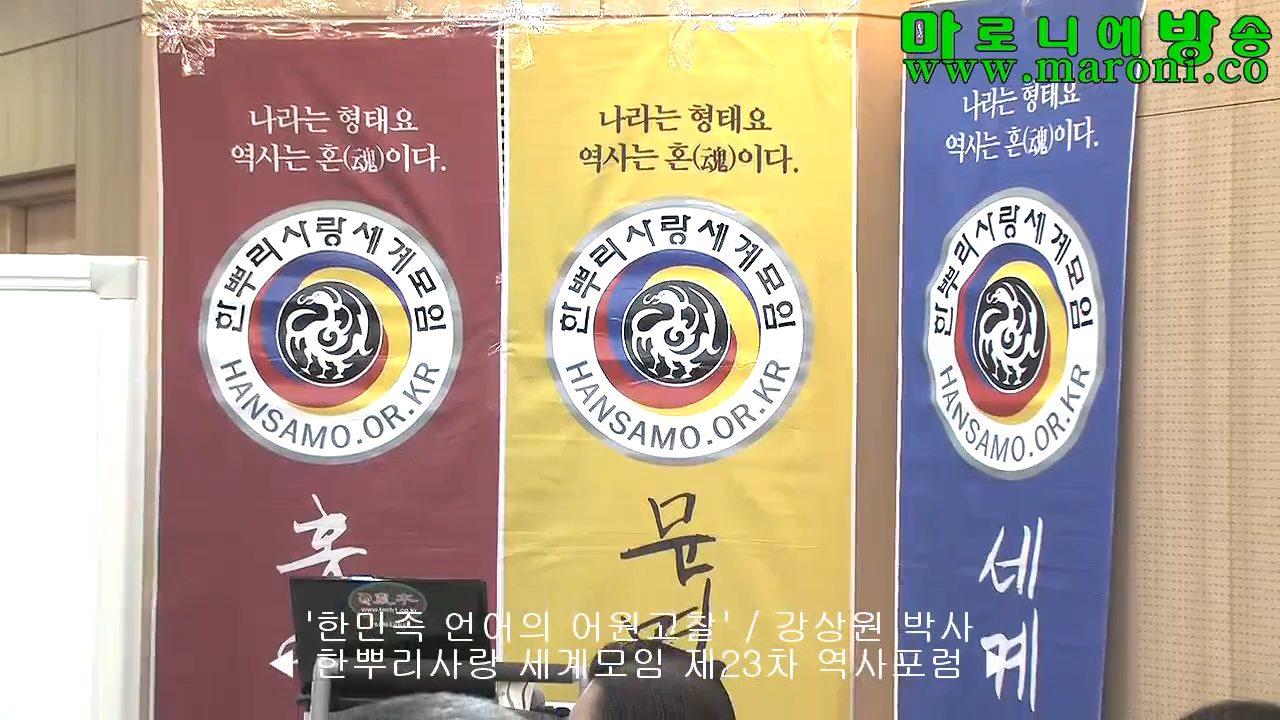 마로니에방송
www.maroni.co
나라는 형태요
역사는 혼(魂)이다.
한뿌리사랑세계모임
HANSAMO.OR.KR
나라는 형태요
역사는 혼(魂)이다.
한뿌리사랑세계모임
HANSAMO.OR.KR
문
나라는 형태요
역사는 혼(魂)이다.
한뿌리사랑세계모임
HANSAMO.OR.KR
세계
'한민족 언어의 어원고찰' / 강상원 박사
◀ 한뿌리사랑 세계모임 제23차 역사포럼